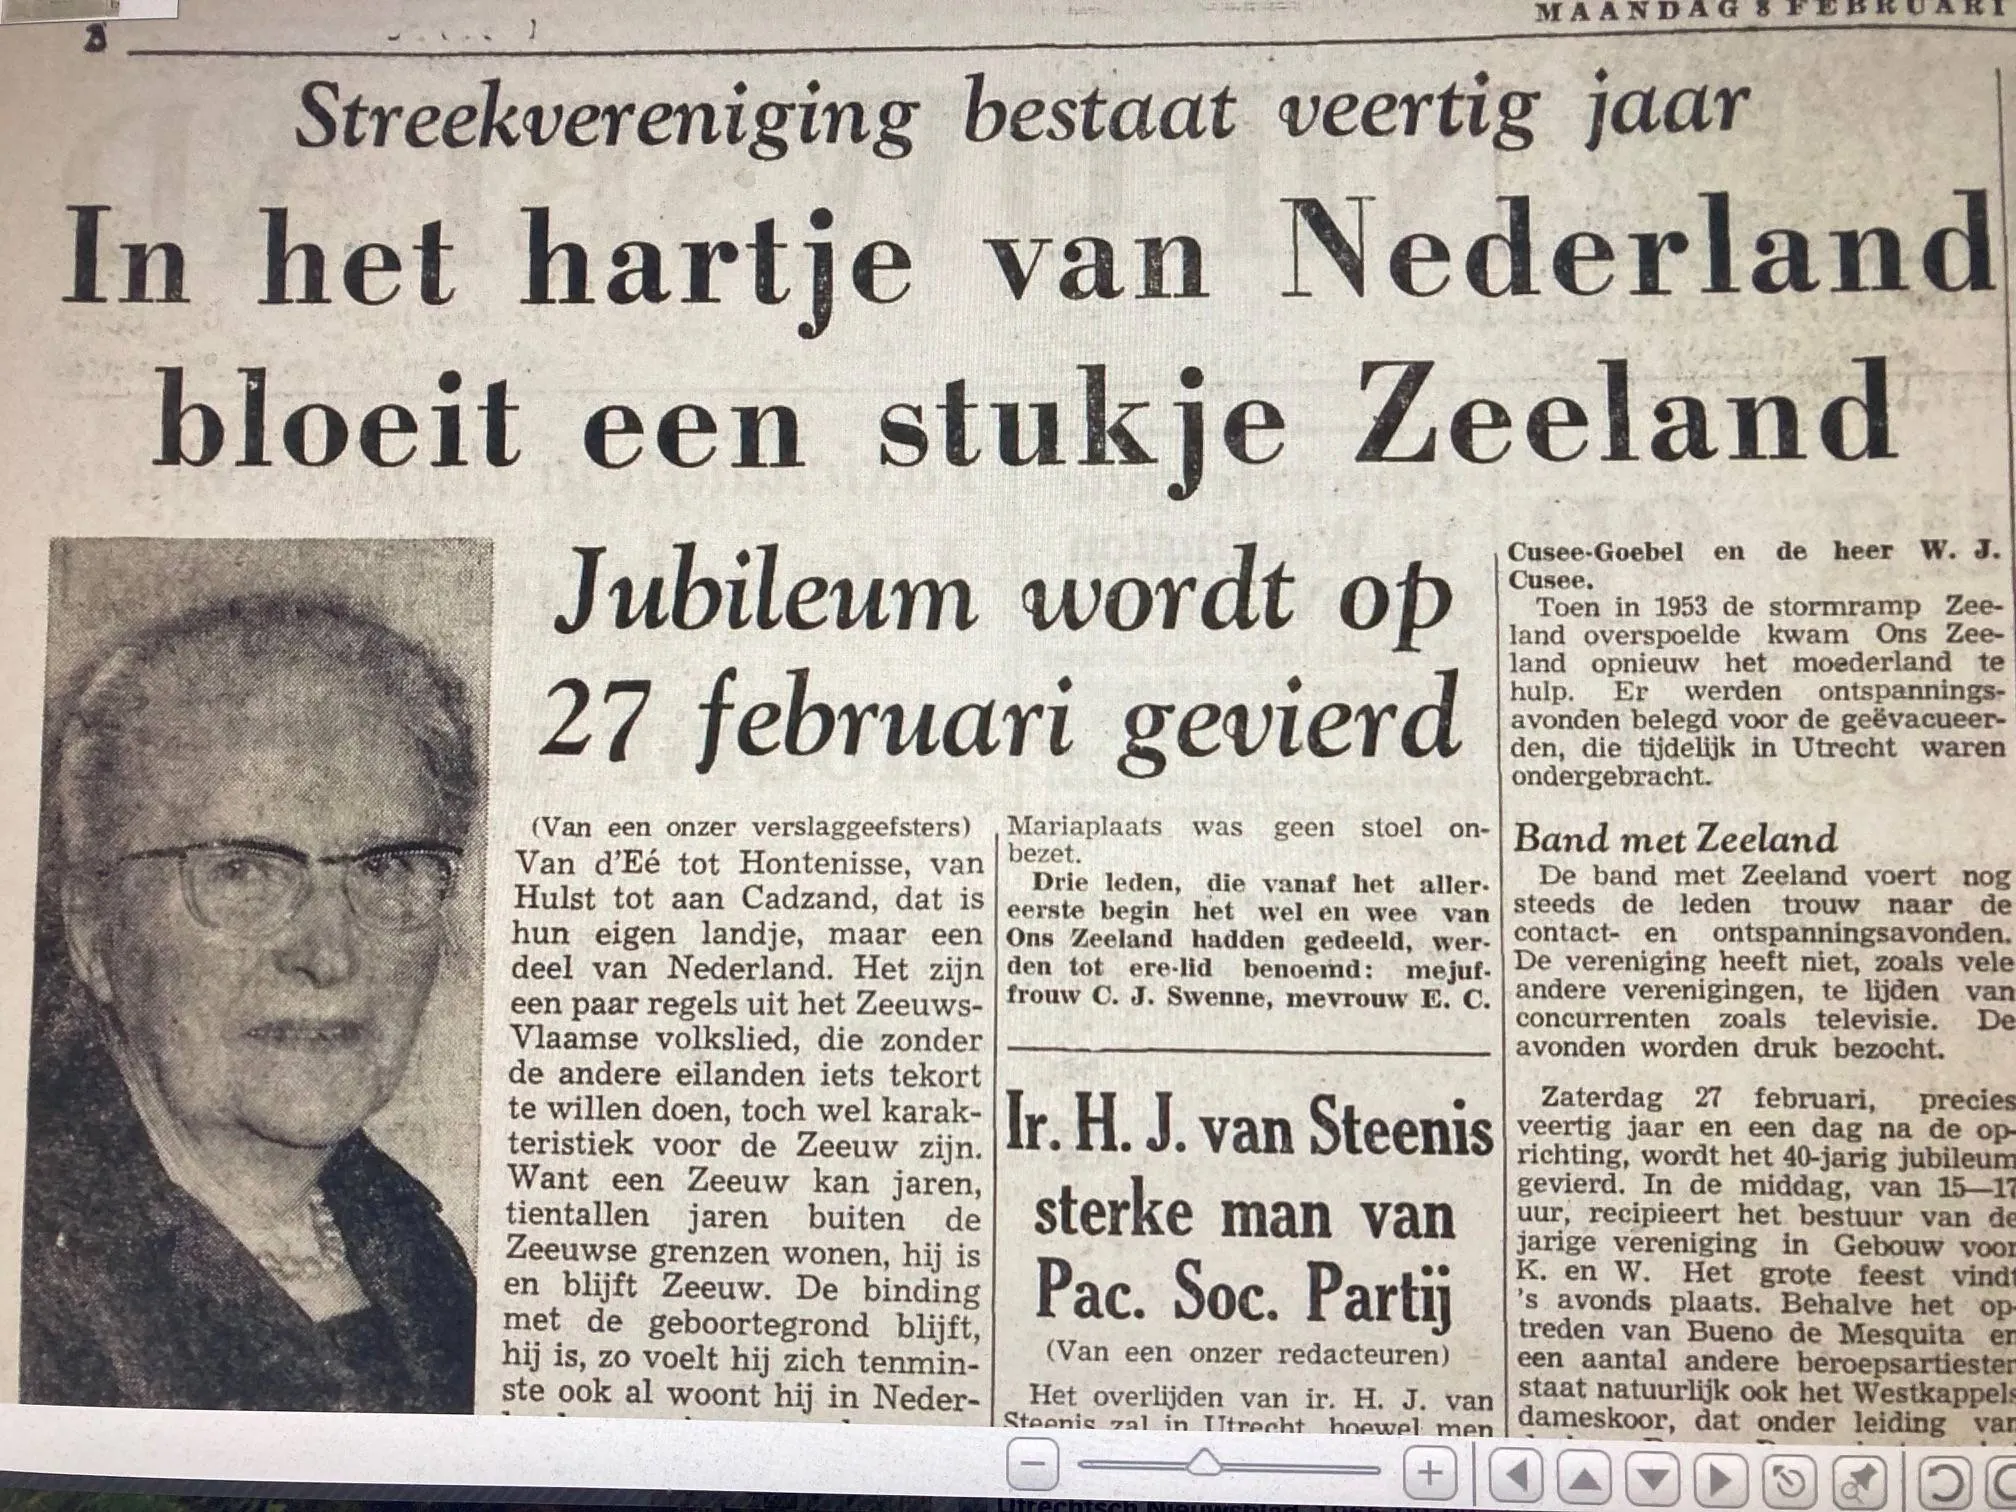 MAANDAG 8 FEBRUARI
Streekvereniging bestaat veertig jaar
In het hartje van Nederland
bloeit een stukje Zeeland
Jubileum wordt op
27 februari gevierd
(Van een onzer verslaggeefsters)
Van d'Eé tot Hontenisse, van
Hulst tot aan Cadzand, dat is
hun eigen landje, maar een
deel van Nederland. Het zijn
een paar regels uit het Zeeuws-
Vlaamse volkslied, die zonder
de andere eilanden iets tekort
te willen doen, toch wel karak-
teristiek voor de Zeeuw zijn.
Want een Zeeuw kan jaren,
tientallen jaren buiten de
Zeeuwse grenzen wonen, hij is
en blijft Zeeuw. De binding
met de geboortegrond blijft,
hij is, zo voelt hij zich tenmin-
ste ook al woont hij in Neder-
Mariaplaats was geen stoel on-
bezet.
Drie leden, die vanaf het aller-
eerste begin het wel en wee van
Ons Zeeland hadden gedeeld, wer-
den tot ere-lid benoemd: mejuf-
frouw C. J. Swenne, mevrouw E. C.
Cusee-Goebel en de heer W. J.
Cusee.
Toen in 1953 de stormramp Zee-
land overspoelde kwam Ons Zee-
land opnieuw het moederland te
hulp. Er werden ontspannings-
avonden belegd voor de geëvacueer-
den, die tijdelijk in Utrecht waren
ondergebracht.
Band met Zeeland
De band met Zeeland voert nog
steeds de leden trouw naar de
contact- en ontspanningsavonden.
De vereniging heeft niet, zoals vele
andere verenigingen, te lijden van
concurrenten zoals televisie. De
avonden worden druk bezocht.
Zaterdag 27 februari, precies
veertig jaar en een dag na de op-
richting, wordt het 40-jarig jubileum
gevierd. In de middag, van 15—17
uur, recipieert het bestuur van de
jarige vereniging in Gebouw voor
K. en W. Het grote feest vindt
's avonds plaats. Behalve het op-
treden van Bueno de Mesquita en
een aantal andere beroepsartiesten
staat natuurlijk ook het Westkappels
dameskoor, dat onder leiding van
Ir. H. J. van Steenis
sterke man van
Pac. Soc. Partij
(Van een onzer redacteuren)
Het overlijden van ir. H. J. van
Steenis zal in Utrecht, hoewel men
Utrechtsch Nieuwsblad